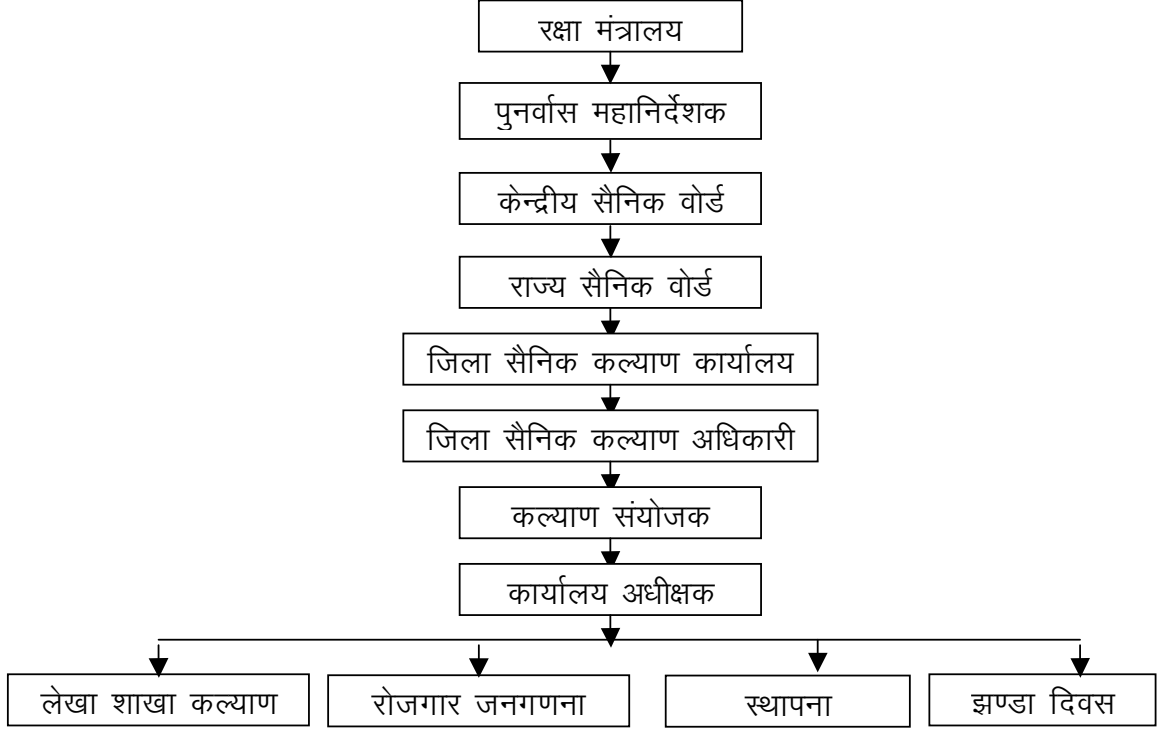 रक्षा मंत्रालय
पुनर्वास महानिर्देशक
केन्द्रीय सैनिक वोर्ड
राज्य सैनिक वोर्ड
जिला सैनिक कल्याण कार्यालय
जिला सैनिक कल्याण अधिकारी
कल्याण संयोजक
कार्यालय अधीक्षक
लेखा शाखा कल्याण
रोजगार जनगणना
स्थापना
झण्डा दिवस